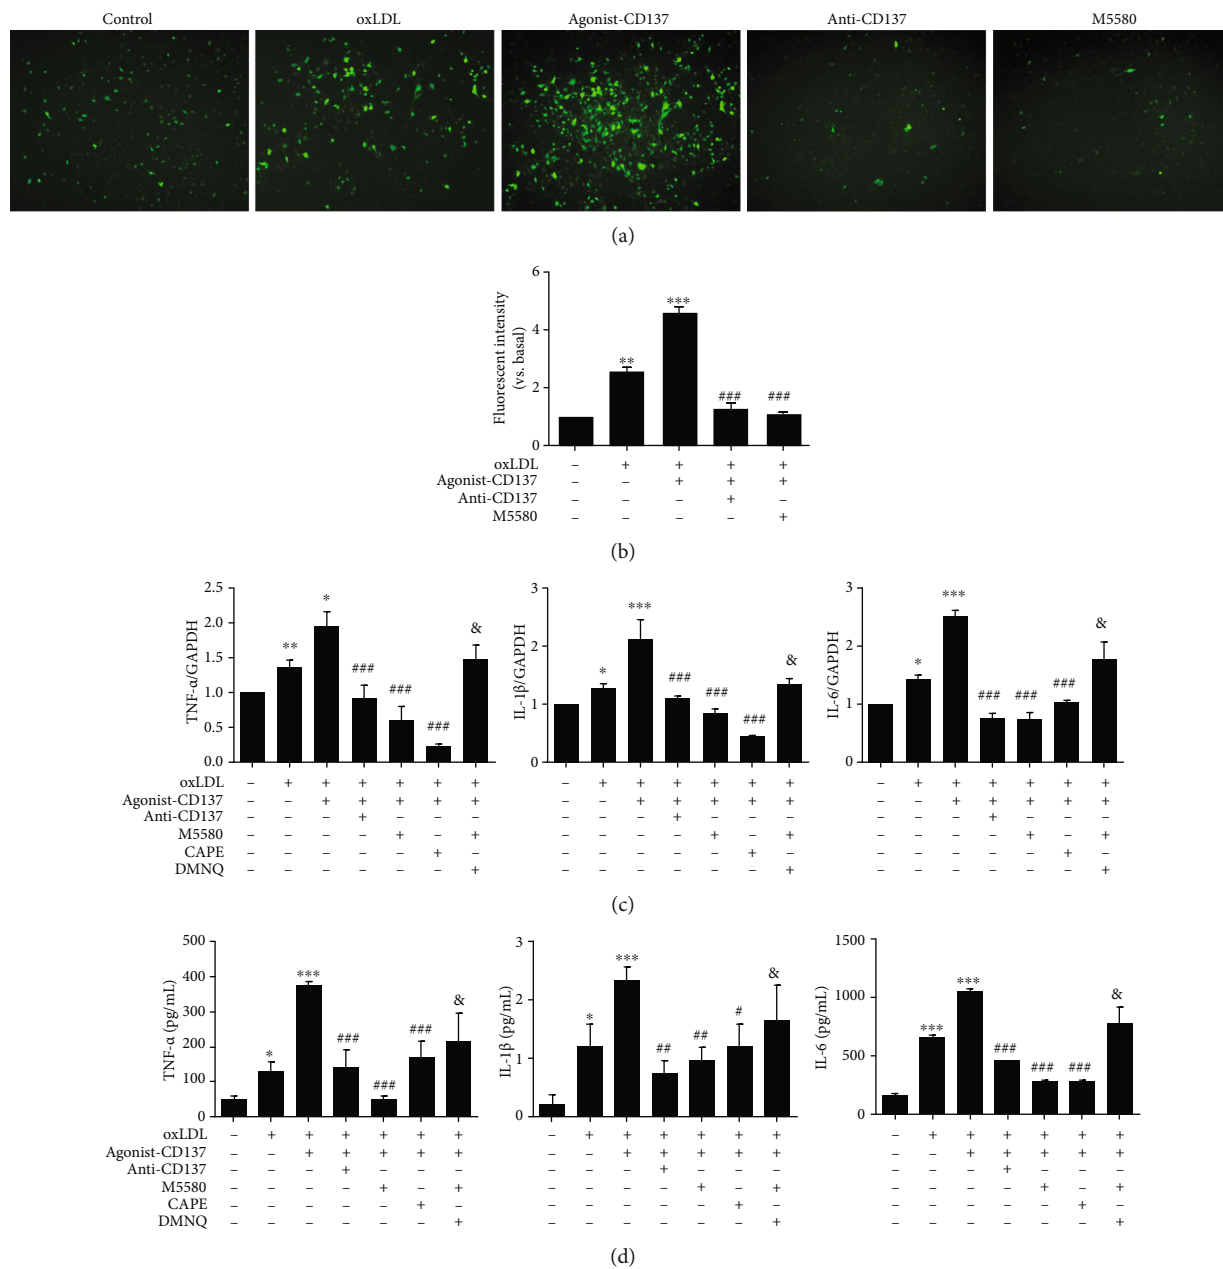 Control oxLDL Agonist-CD137 Anti-CD137 M5580
(a)
Fluorescent intensity
(vs. basal)
6
4
2
0
** *** ### ###
oxLDL – + + + +
Agonist-CD137 – – + + +
Anti-CD137 – – – + –
M5580 – – – – +
(b)
TNF-α/GAPDH
2.5
2.0
1.5
1.0
0.5
0.0
** * ### ### ### &
IL-1β/GAPDH
3
2
1
0
* *** ### ### ### &
IL-6/GAPDH
3
2
1
0
* *** ### ### ### &
oxLDL – + + + + + + – + + + + + + – + + + + + +
Agonist-CD137 – – + + + + + – – + + + + + – – + + + + +
Anti-CD137 – – – + – – – – – – + – – – – – – + – – –
M5580 – – – – + – + – – – – + – + – – – – + – +
CAPE – – – – – + – – – – – – + – – – – – – + –
DMNQ – – – – – – + – – – – – – + – – – – – – +
(c)
TNF-α (pg/mL)
500
400
300
200
100
0
* *** ### ### ### &
IL-1β (pg/mL)
3
2
1
0
* *** ## ## # &
IL-6 (pg/mL)
1500
1000
500
0
*** *** ### ### ### &
oxLDL – + + + + + + – + + + + + + – + + + + + +
Agonist-CD137 – – + + + + + – – + + + + + – – + + + + +
Anti-CD137 – – – + – – – – – – + – – – – – – + – – –
M5580 – – – – + – + – – – – + – + – – – – + – +
CAPE – – – – – + – – – – – – + – – – – – – + –
DMNQ – – – – – – + – – – – – – + – – – – – – +
(d)